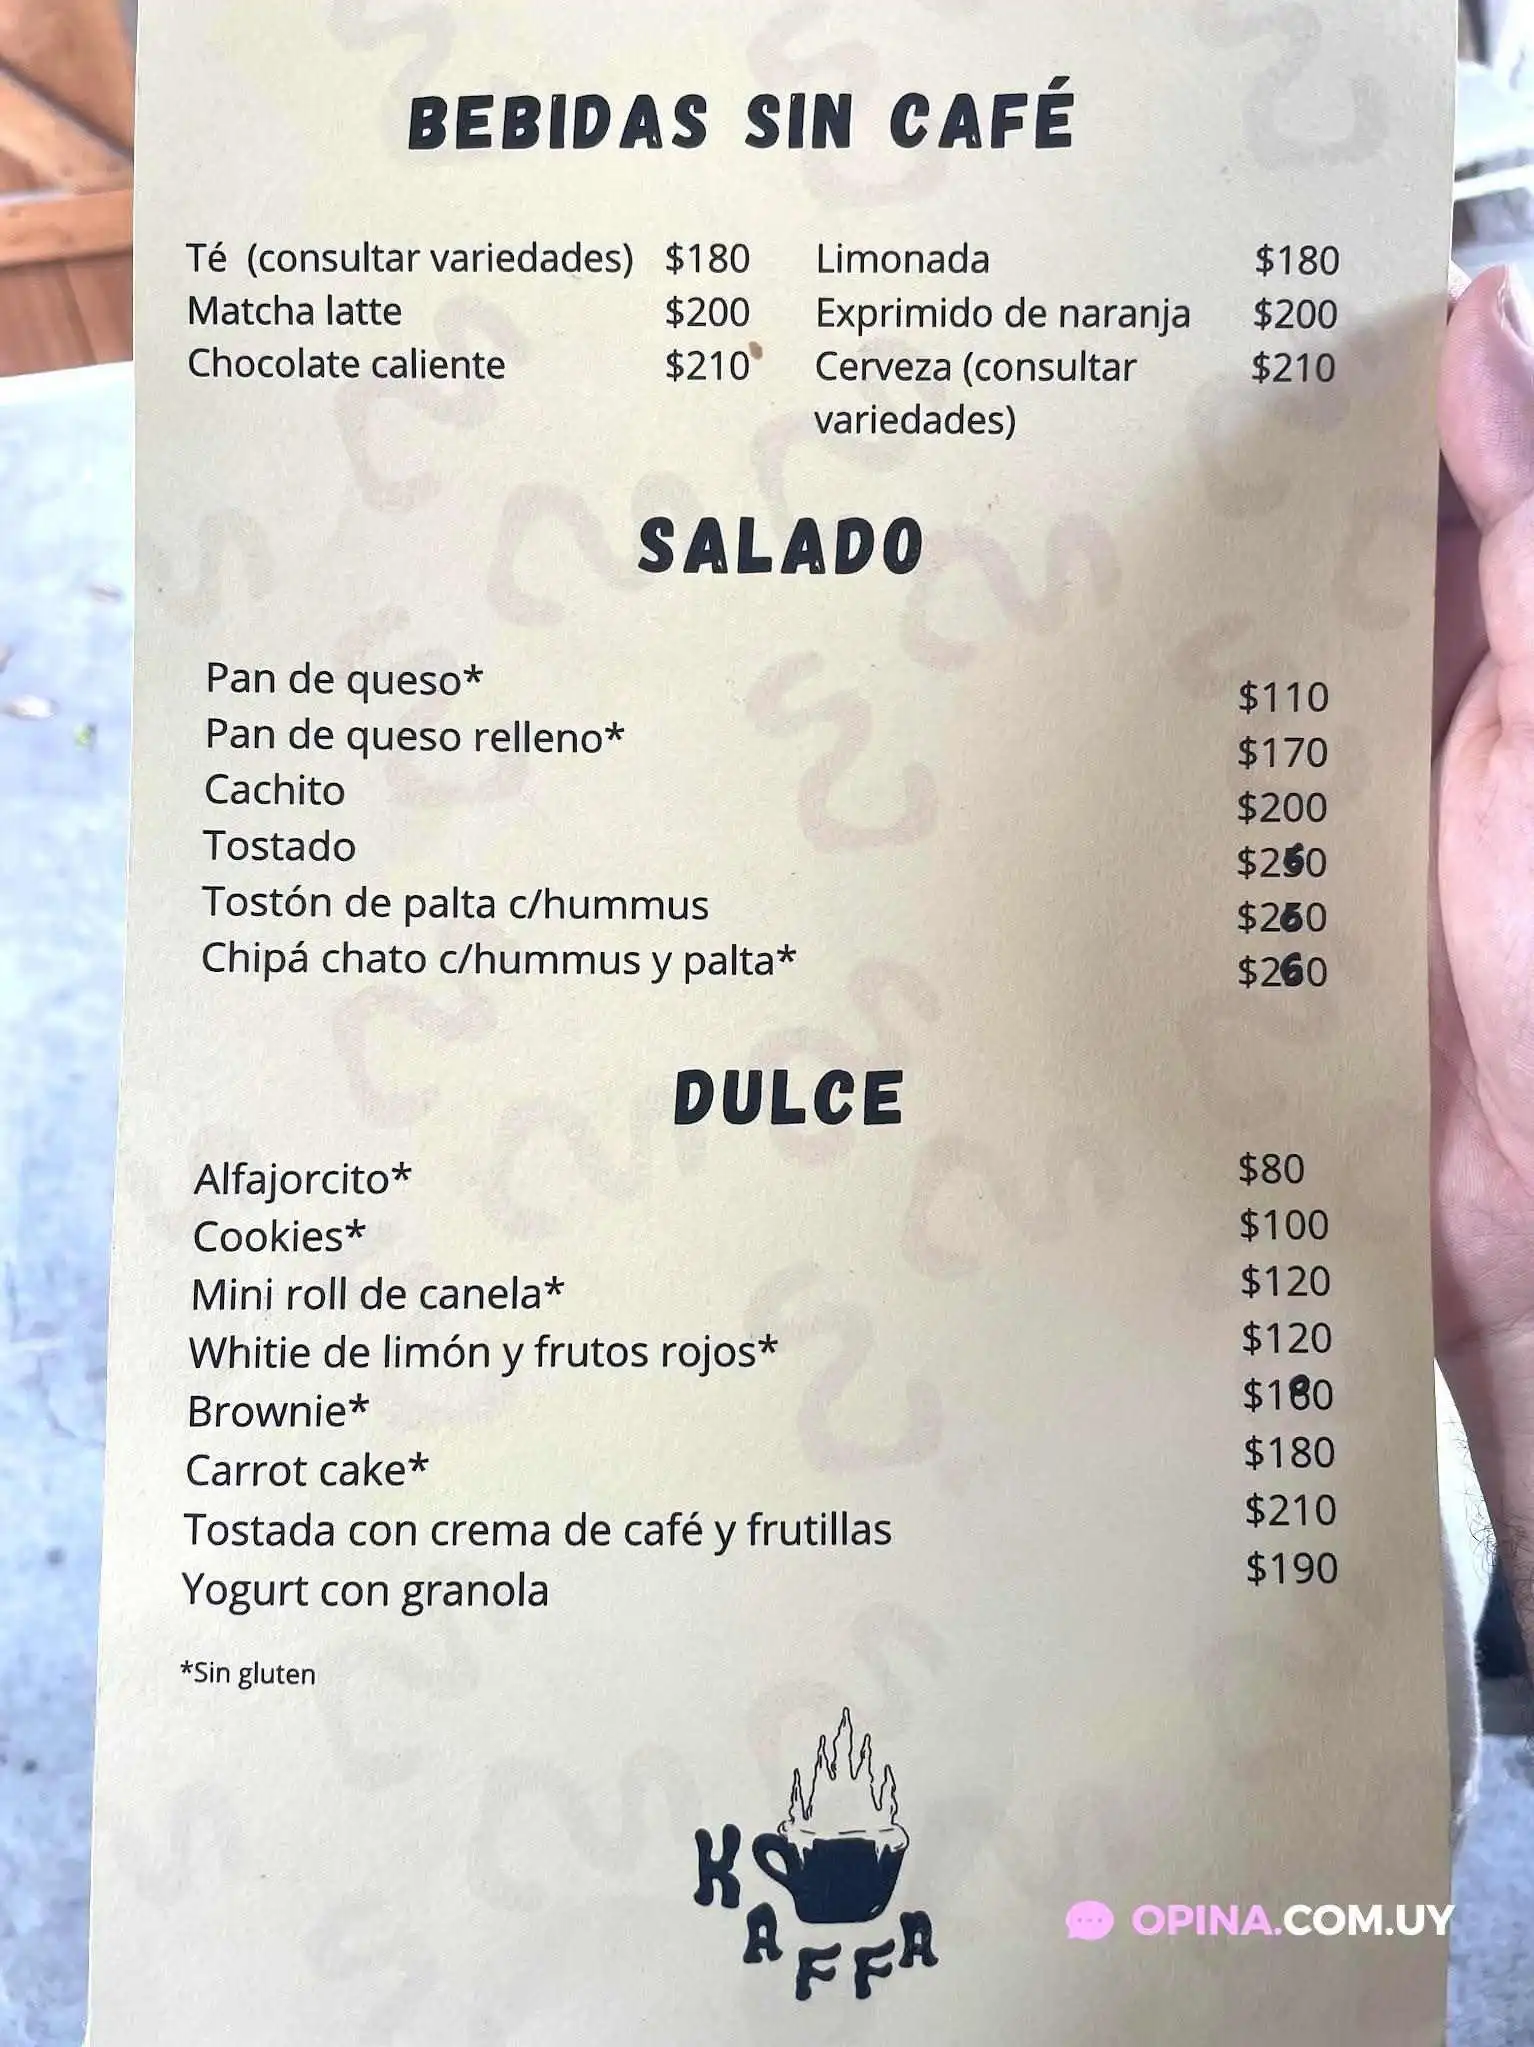 BEBIDAS SIN CAFÉ
Té (consultar variedades) $180
Matcha latte $200
Chocolate caliente $210
Limonada $180
Exprimido de naranja $200
Cerveza (consultar $210
variedades)
SALADO
Pan de queso* $110
Pan de queso relleno* $170
Cachito $200
Tostado $260
Tostón de palta c/hummus $260
Chipá chato c/hummus y palta* $260
DULCE
Alfajorcito* $80
Cookies* $100
Mini roll de canela* $120
Whitie de limón y frutos rojos* $120
Brownie* $180
Carrot cake* $180
Tostada con crema de café y frutillas $210
Yogurt con granola $190
*Sin gluten
KAFFA
OPINA.COM.UY